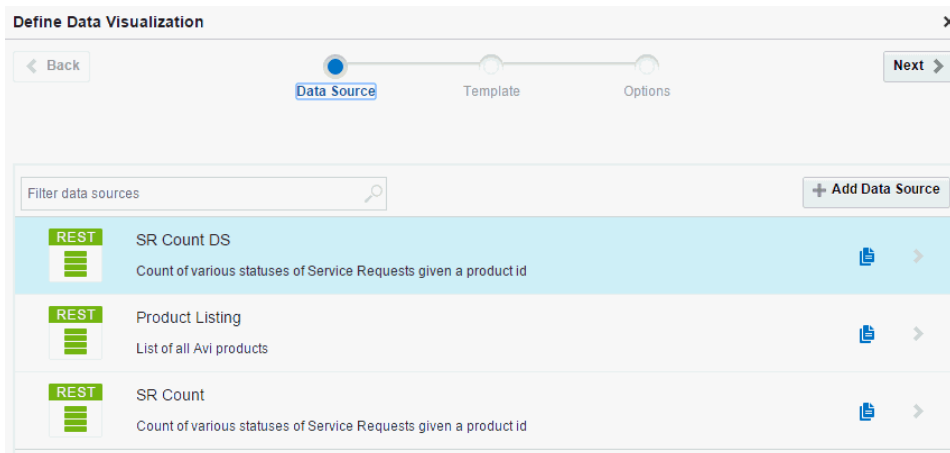 Define Data Visualization
Back
Next
Data Source
Template
Options
Filter data sources
Add Data Source
REST
SR Count DS
Count of various statuses of Service Requests given a product id
REST
Product Listing
List of all Avi products
REST
SR Count
Count of various statuses of Service Requests given a product id